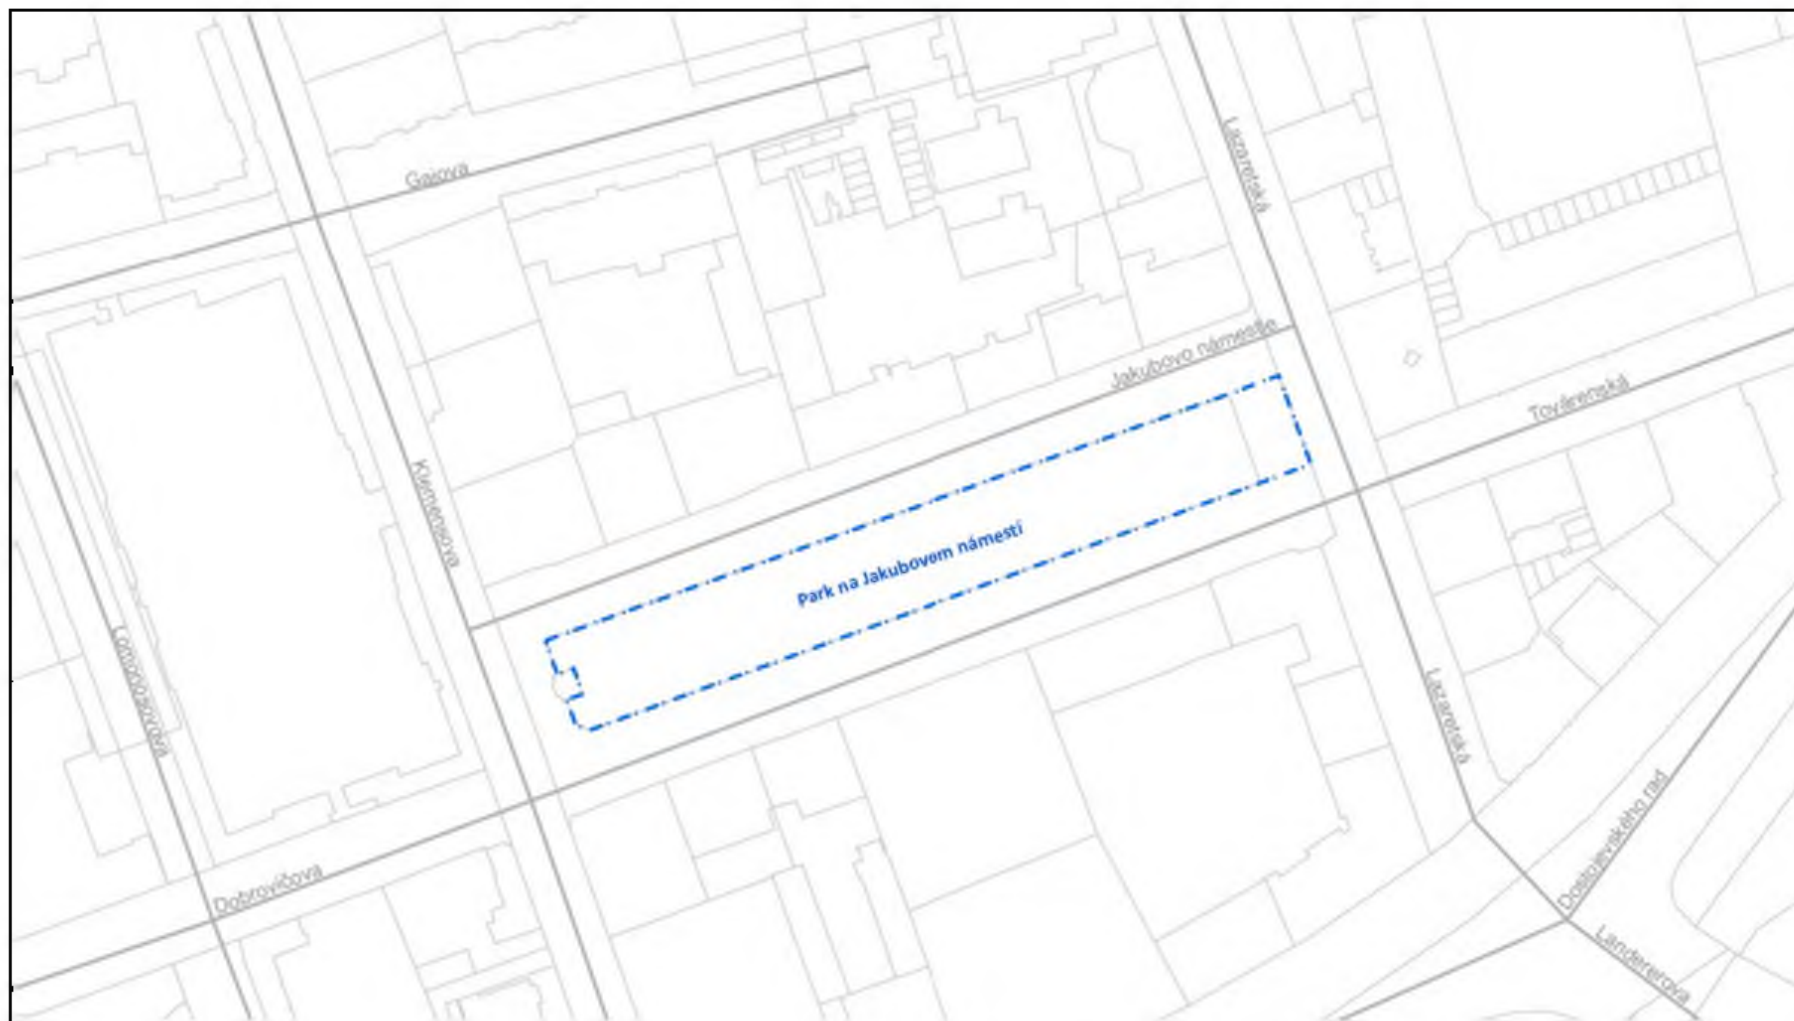 Gajova
Lazaretská
Jakubovo námestie
Továrenská
Klemensova
Park na Jakubovom námestí
Lomonosovova
Lazaretská
Dostojevského rad
Dobrovičova
Landererova